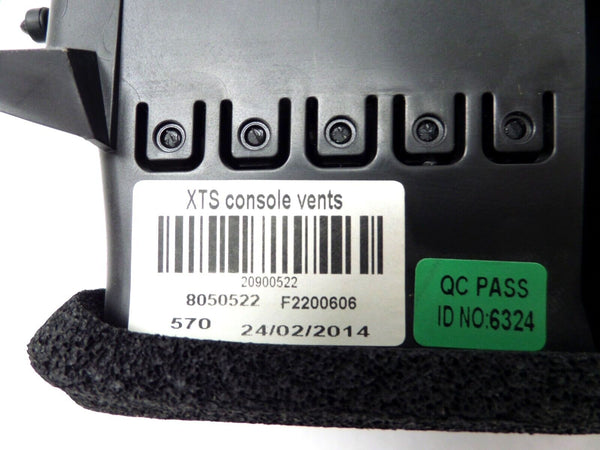 XTS console vents
20900522
8050522 F2200606
570 24/02/2014
QC PASS
ID NO:6324